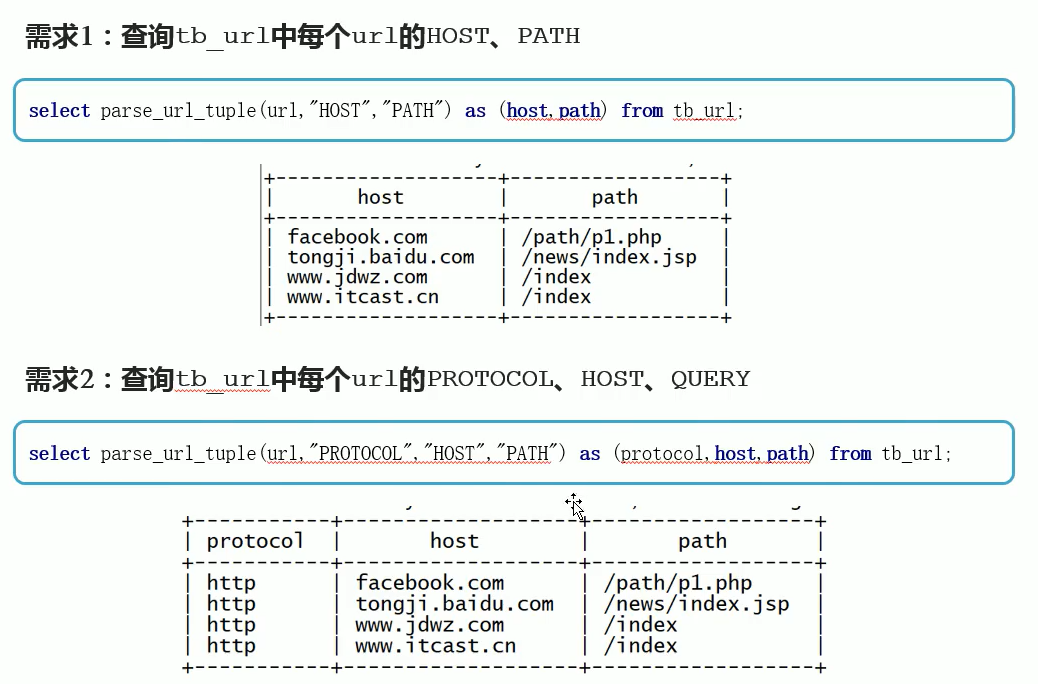 需求1：查询tb_url中每个url的HOST、PATH
select parse_url_tuple(url,"HOST","PATH") as (host,path) from tb_url;
+--------------------+------------------+
| host | path |
+--------------------+------------------+
| facebook.com | /path/p1.php |
| tongji.baidu.com | /news/index.jsp |
| www.jdwz.com | /index |
| www.itcast.cn | /index |
+--------------------+------------------+
需求2：查询tb_url中每个url的PROTOCOL、HOST、QUERY
select parse_url_tuple(url,"PROTOCOL","HOST","PATH") as (protocol,host,path) from tb_url;
+-----------+--------------------+------------------+
| protocol | host | path |
+-----------+--------------------+------------------+
| http | facebook.com | /path/p1.php |
| http | tongji.baidu.com | /news/index.jsp |
| http | www.jdwz.com | /index |
| http | www.itcast.cn | /index |
+-----------+--------------------+------------------+